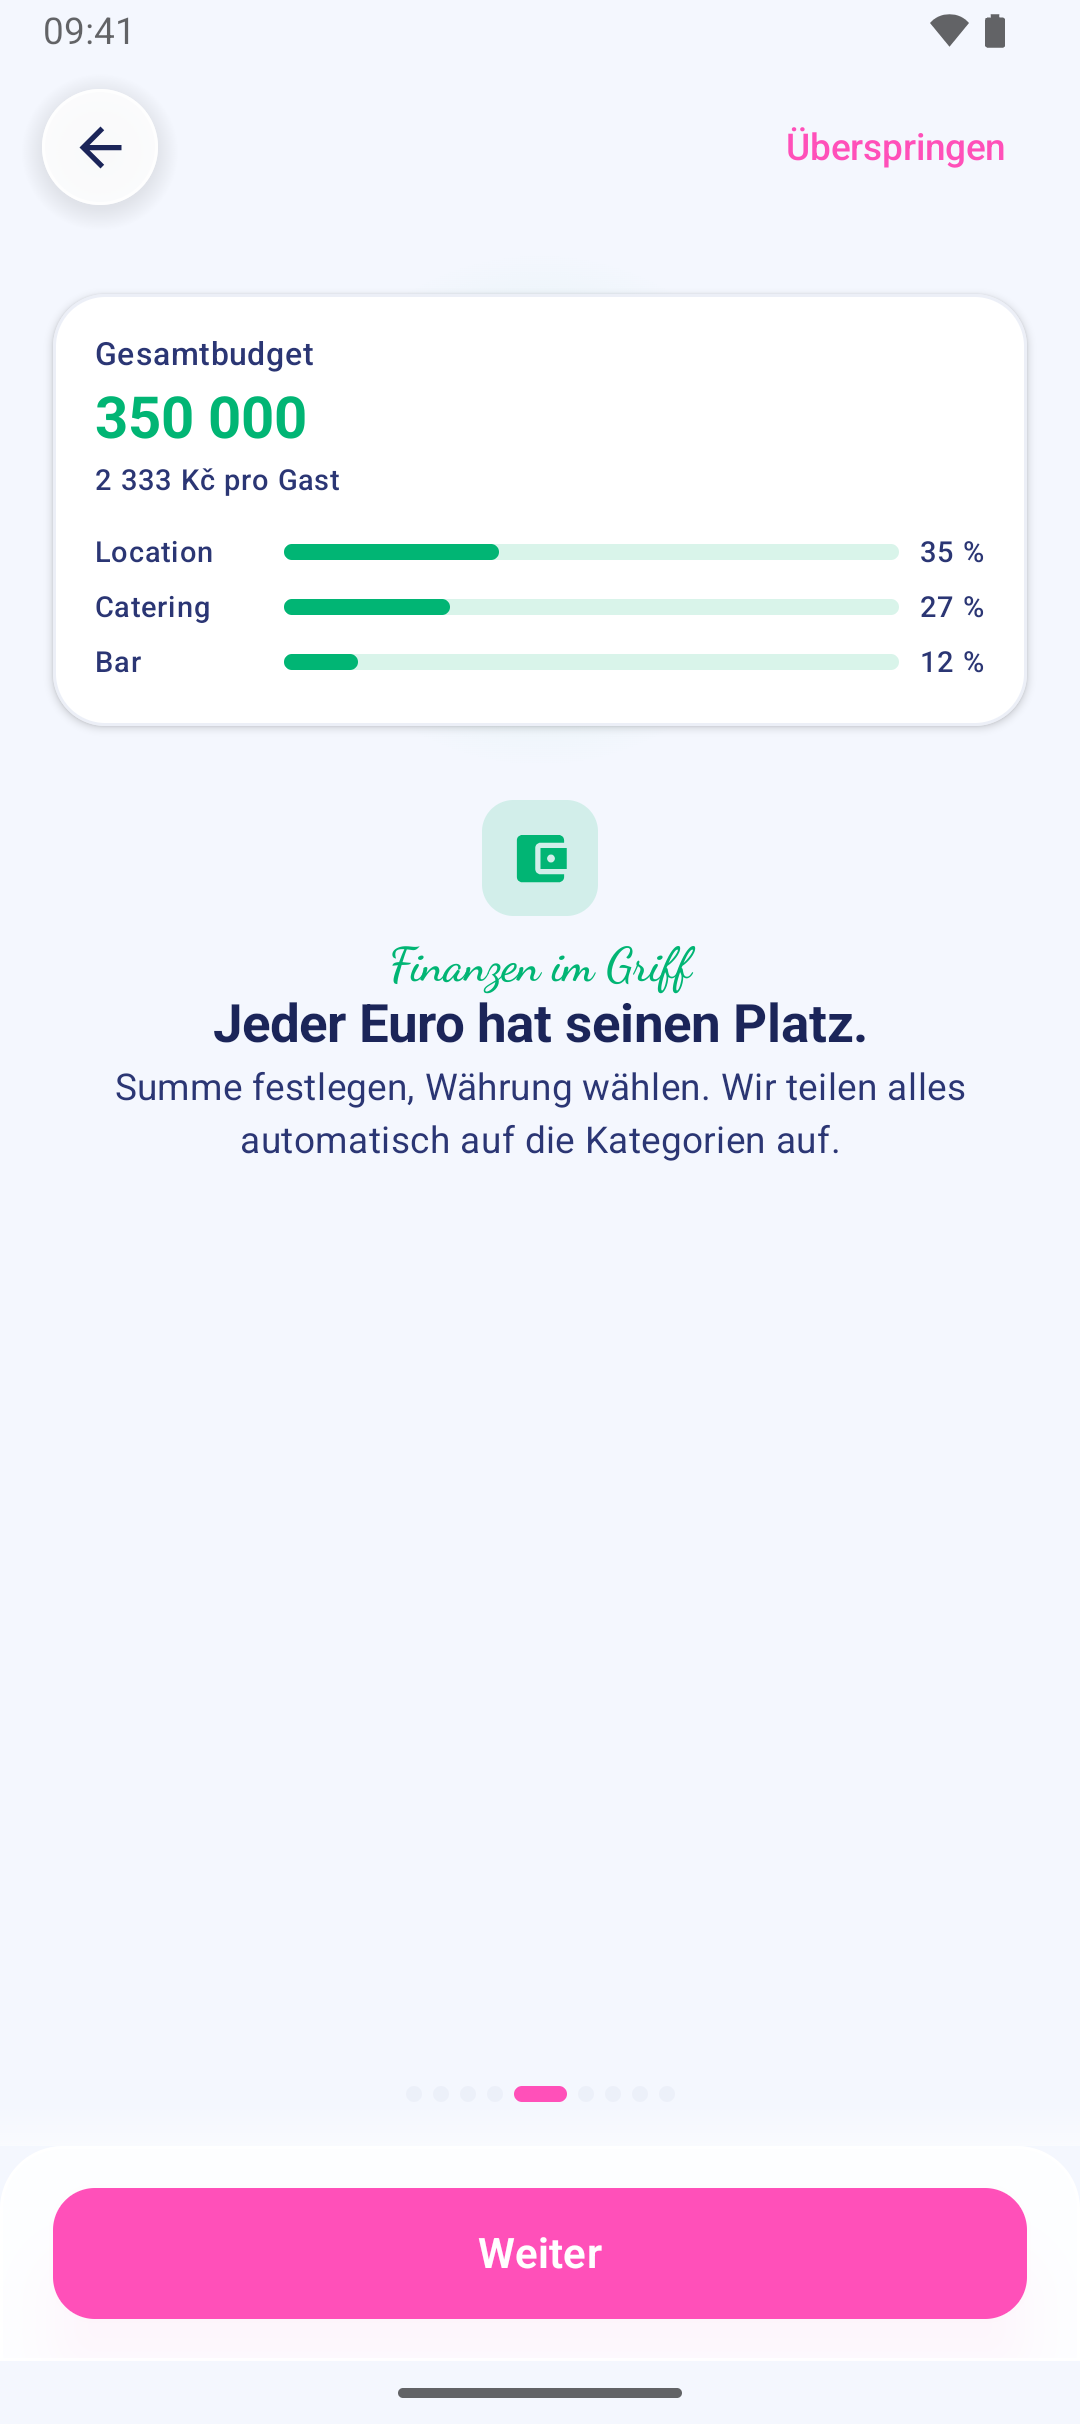 09:41
Überspringen
Gesamtbudget
350 000
2 333 Kč pro Gast
Location 35 %
Catering 27 %
Bar 12 %
Finanzen im Griff
Jeder Euro hat seinen Platz.
Summe festlegen, Währung wählen. Wir teilen alles
automatisch auf die Kategorien auf.
Weiter